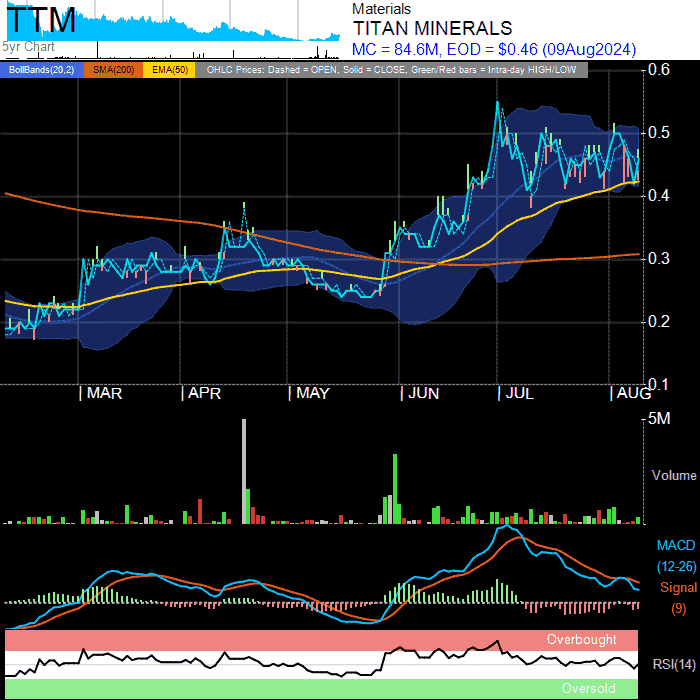 TTM
5yr Chart
Materials
TITAN MINERALS
MC = 84.6M, EOD = $0.46 (09Aug2024)
BollBands(20,2) SMA(200) EMA(50) OHLC Prices: Dashed = OPEN, Solid = CLOSE, Green/Red bars = Intra-day HIGH/LOW
0.6
0.5
0.4
0.3
0.2
0.1
| MAR | APR | MAY | JUN | JUL | AUG
5M
Volume
MACD
(12-26)
Signal
(9)
Overbought
RSI(14)
Oversold